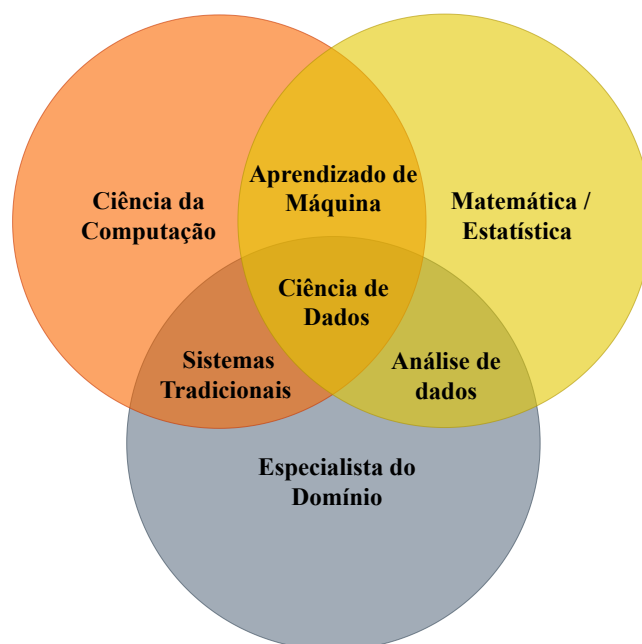 Aprendizado de
Máquina
Ciência da
Computação
Matemática /
Estatística
Ciência de
Dados
Sistemas
Tradicionais
Análise de
dados
Especialista do
Domínio